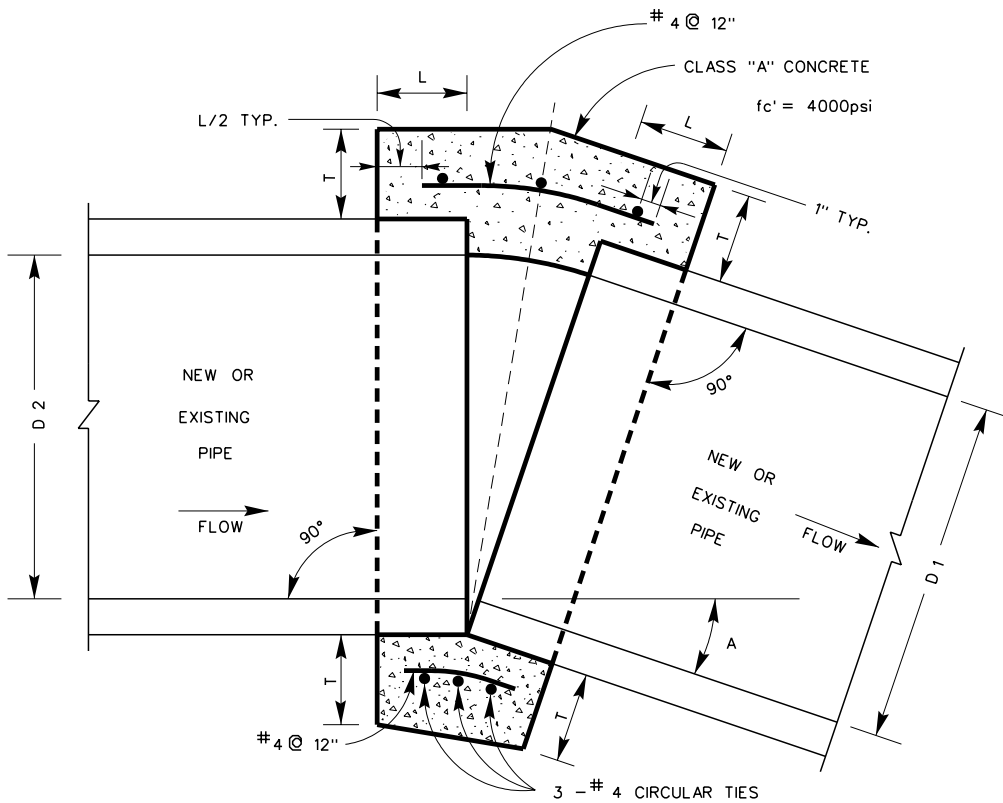 # 4 @ 12"
CLASS "A" CONCRETE
fc' = 4000psi
L
L
L/2 TYP.
T
T
1" TYP.
D 2
NEW OR
EXISTING
PIPE
FLOW
90°
90°
NEW OR
EXISTING
PIPE
FLOW
D 1
A
T
T
# 4 @ 12"
3 - # 4 CIRCULAR TIES